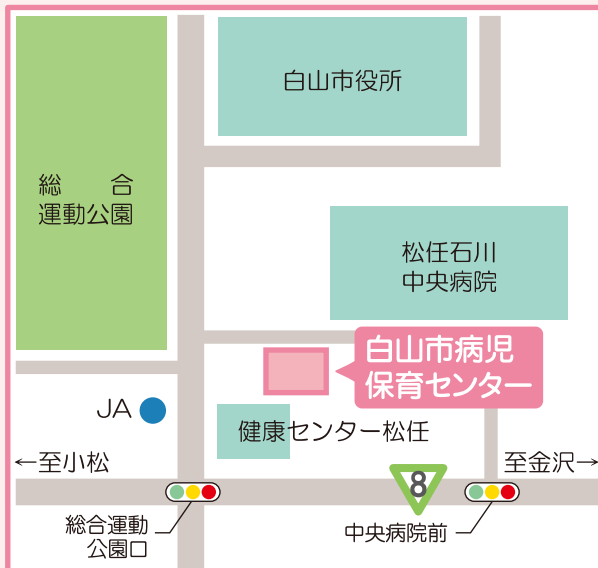 白山市役所
総　合
運動公園
松任石川
中央病院
白山市病児
保育センター
JA
健康センター松任
←至小松
至金沢→
8
総合運動
公園口
中央病院前